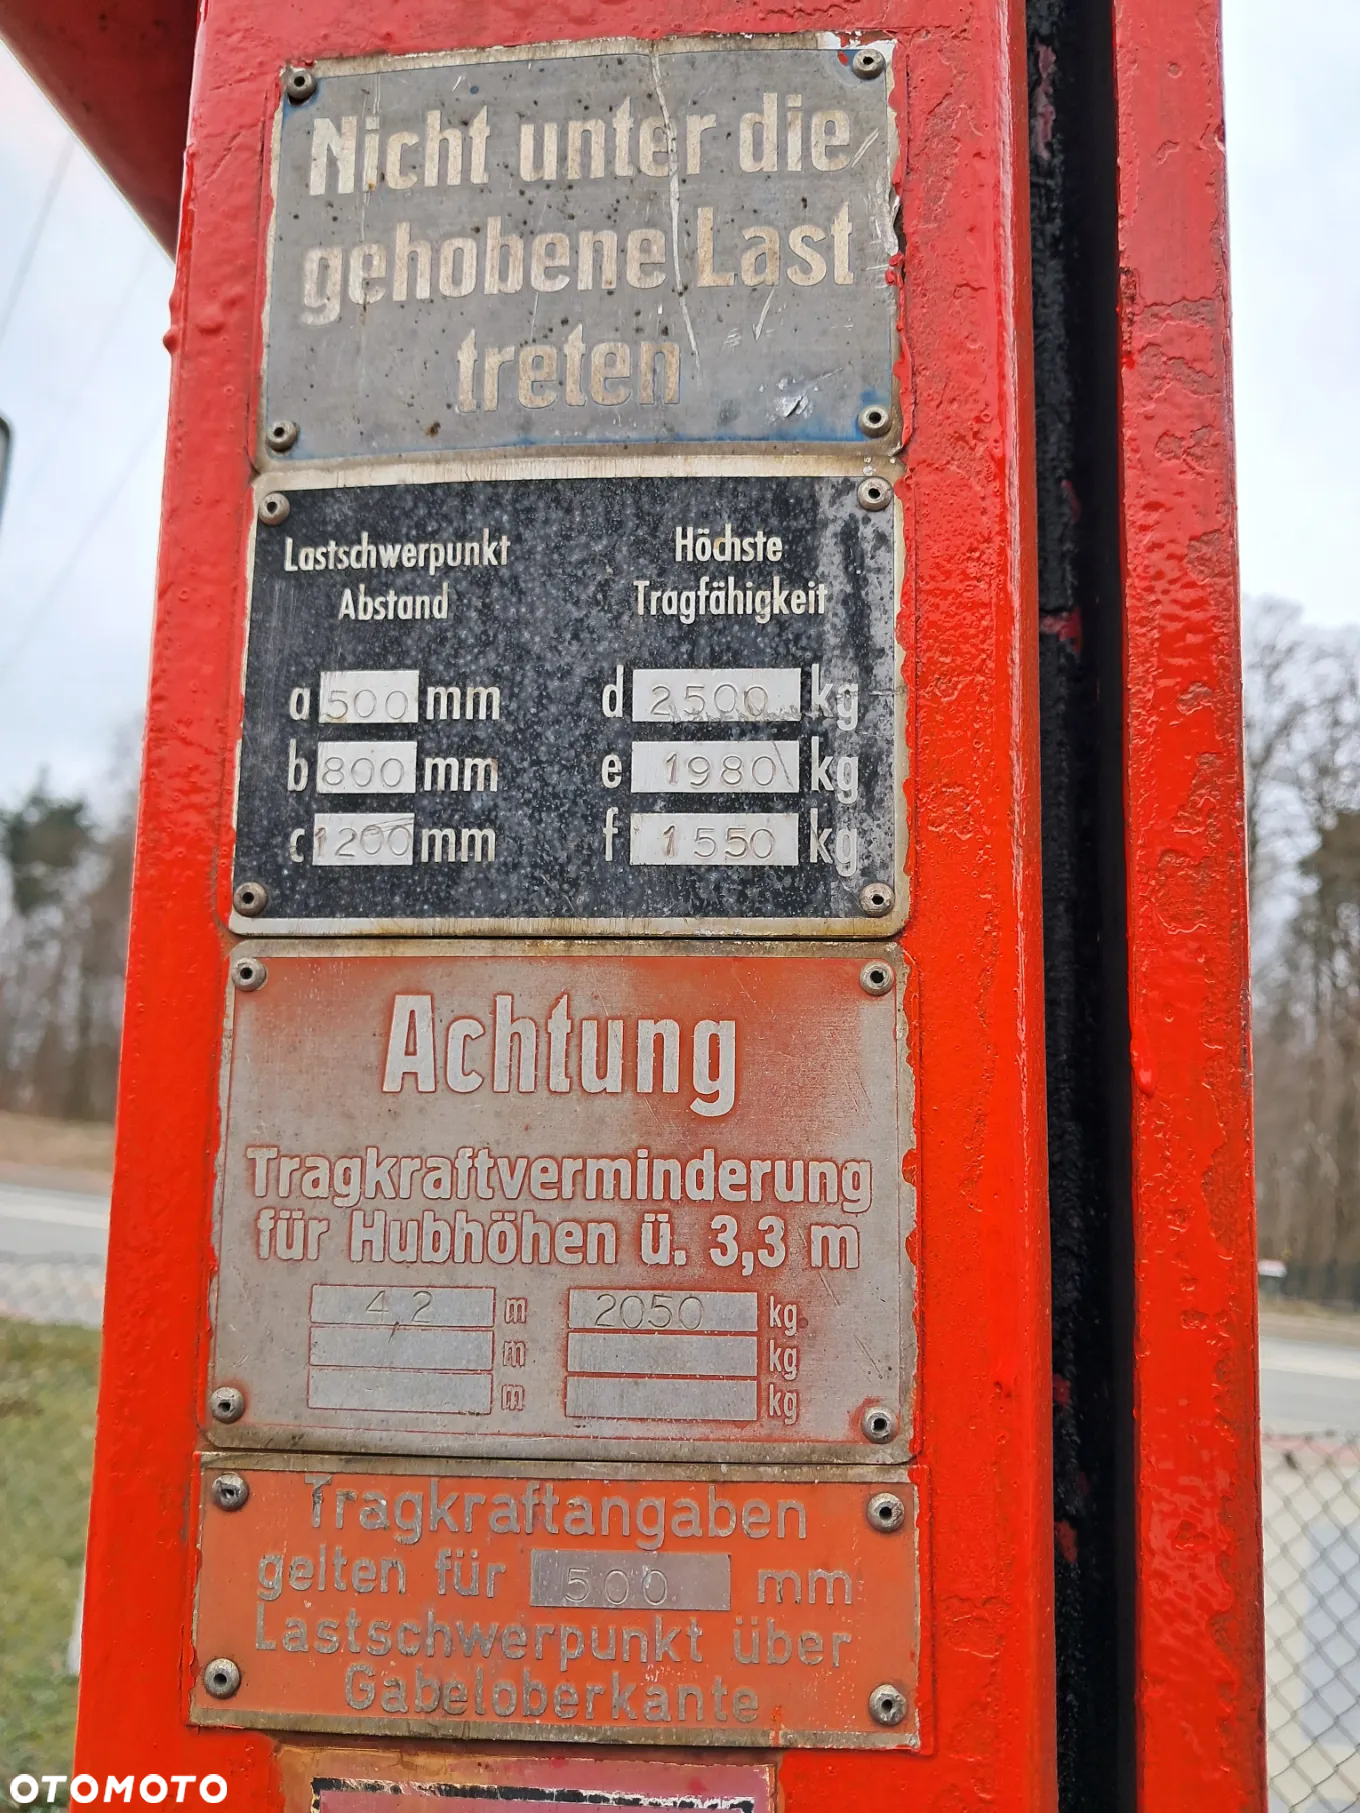 Nicht unter die
gehobene Last
treten
Lastschwerpunkt
Abstand
Höchste
Tragfähigkeit
a 500 mm d 2500 kg
b 800 mm e 1980 kg
c 1200 mm f 1550 kg
Achtung
Tragkraftverminderung
für Hubhöhen ü. 3,3 m
4,2 m 2050 kg
m kg
m kg
Tragkraftangaben
gelten für 500 mm
Lastschwerpunkt über
Gabeloberkante
OTOMOTO